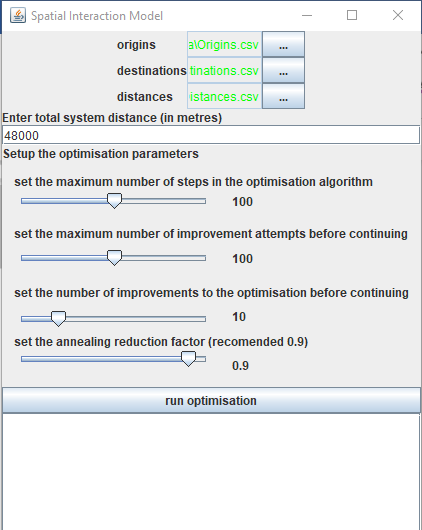 Spatial Interaction Model
origins a\Origins.csv ...
destinations tinations.csv ...
distances istances.csv ...
Enter total system distance (in metres)
48000
Setup the optimisation parameters
set the maximum number of steps in the optimisation algorithm
100
set the maximum number of improvement attempts before continuing
100
set the number of improvements to the optimisation before continuing
10
set the annealing reduction factor (recomended 0.9)
0.9
run optimisation